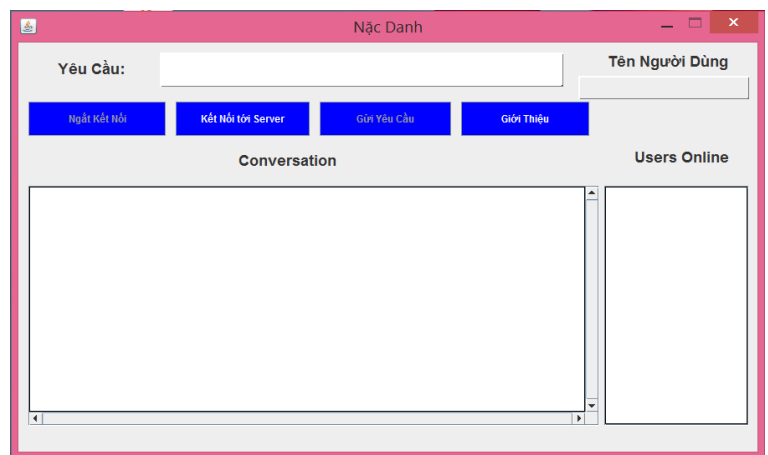 Nặc Danh
Yêu Cầu:
Tên Người Dùng
Ngắt Kết Nối
Kết Nối tới Server
Gửi Yêu Cầu
Giới Thiệu
Conversation
Users Online